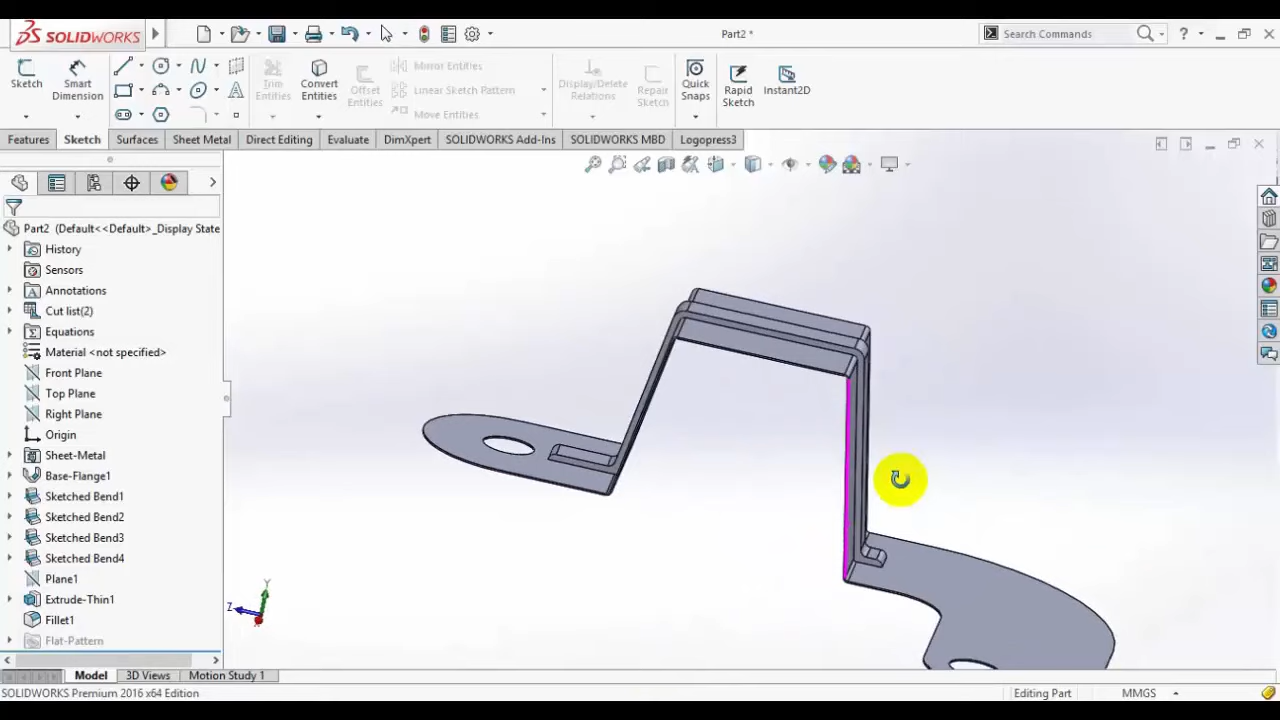 SOLIDWORKS
Part2 *
Search Commands
Sketch
Smart Dimension
Trim Entities
Convert Entities
Offset Entities
Mirror Entities
Linear Sketch Pattern
Move Entities
Display/Delete Relations
Repair Sketch
Quick Snaps
Rapid Sketch
Instant2D
Features
Sketch
Surfaces
Sheet Metal
Direct Editing
Evaluate
DimXpert
SOLIDWORKS Add-Ins
SOLIDWORKS MBD
Logopress3
Part2 (Default<<Default>_Display State
History
Sensors
Annotations
Cut list(2)
Equations
Material <not specified>
Front Plane
Top Plane
Right Plane
Origin
Sheet-Metal
Base-Flange1
Sketched Bend1
Sketched Bend2
Sketched Bend3
Sketched Bend4
Plane1
Extrude-Thin1
Fillet1
Flat-Pattern
Y
Z
Model
3D Views
Motion Study 1
SOLIDWORKS Premium 2016 x64 Edition
Editing Part
MMGS